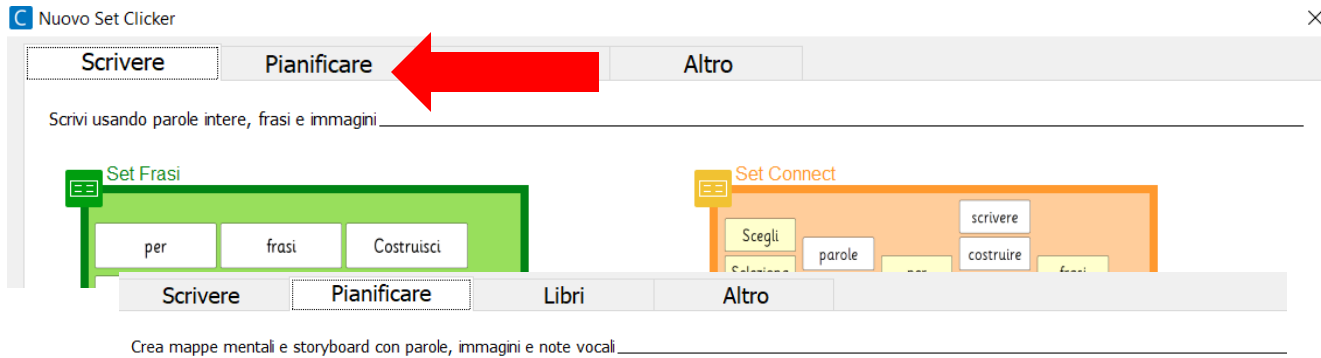 C Nuovo Set Clicker
Scrivere Pianificare Altro
Scrivi usando parole intere, frasi e immagini
Set Frasi Set Connect
per frasi Costruisci
Scegli parole scrivere costruire
Scrivere Pianificare Libri Altro
Crea mappe mentali e storyboard con parole, immagini e note vocali